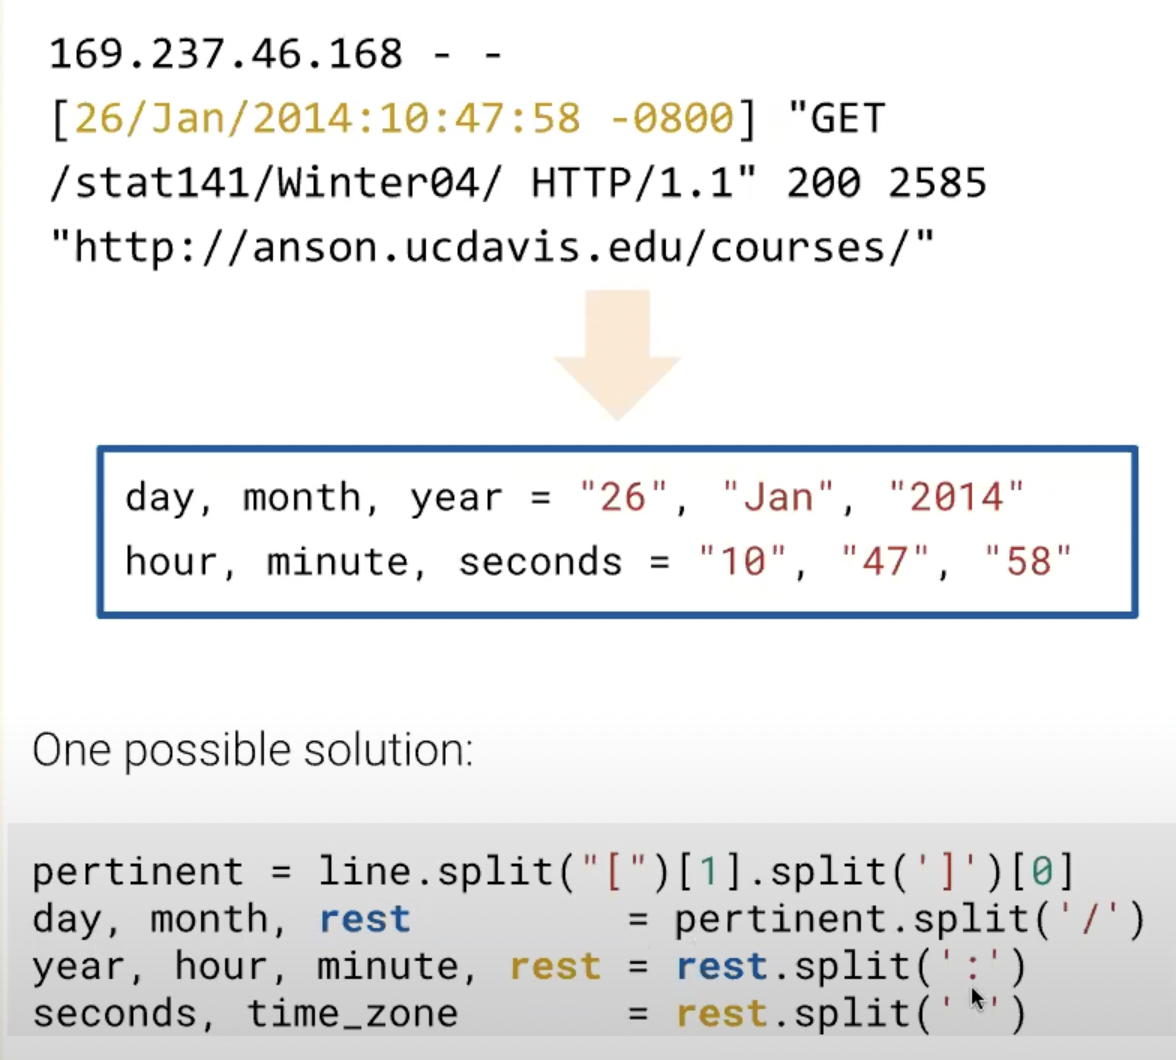 169.237.46.168 - -
[26/Jan/2014:10:47:58 -0800] "GET
/stat141/Winter04/ HTTP/1.1" 200 2585
"http://anson.ucdavis.edu/courses/"
day, month, year = "26", "Jan", "2014"
hour, minute, seconds = "10", "47", "58"
One possible solution:
pertinent = line.split("[")[1].split(']')[0]
day, month, rest = pertinent.split('/')
year, hour, minute, rest = rest.split(':')
seconds, time_zone = rest.split(' ')